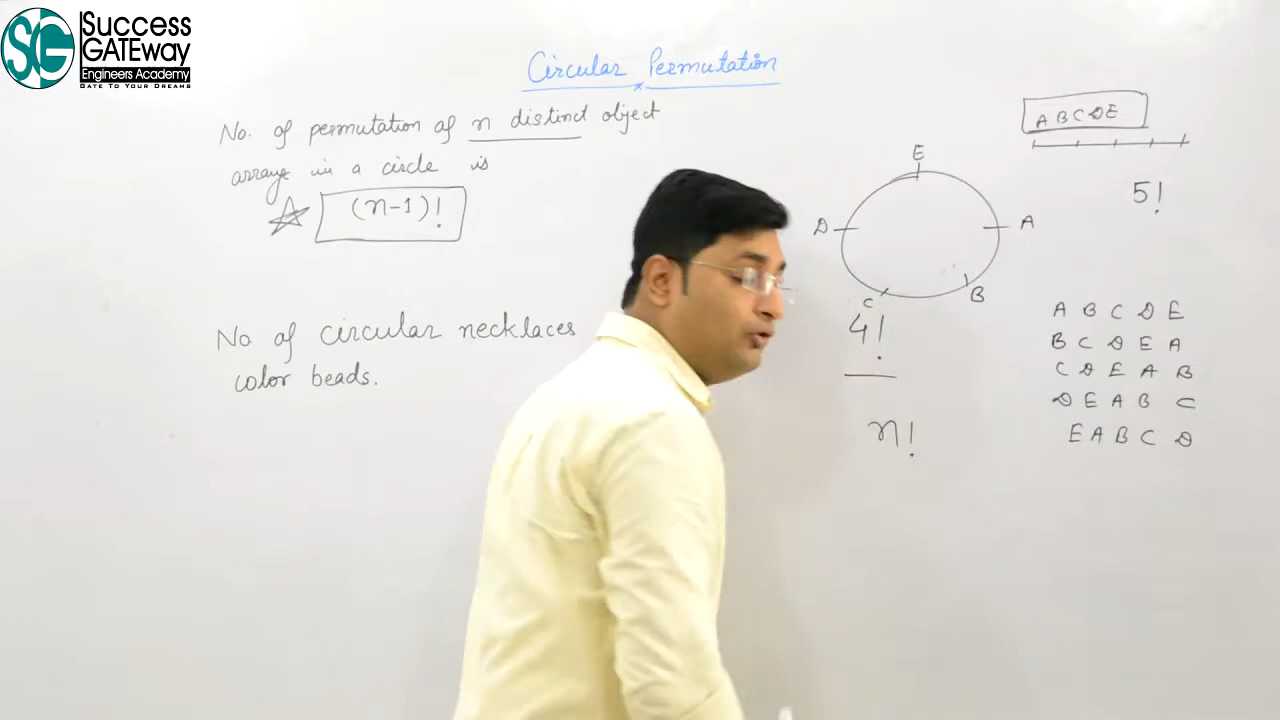 Success
GATEway
Engineers Academy
GATE TO YOUR DREAMS
SG
Circular Permutation
No. of permutation of n distinct object
arrange in a circle is
(n-1)!
No of circular necklaces
color beads.
E
D
A
C
B
4!
n!
A B C D E
5!
A B C D E
B C D E A
C D E A B
D E A B C
E A B C D